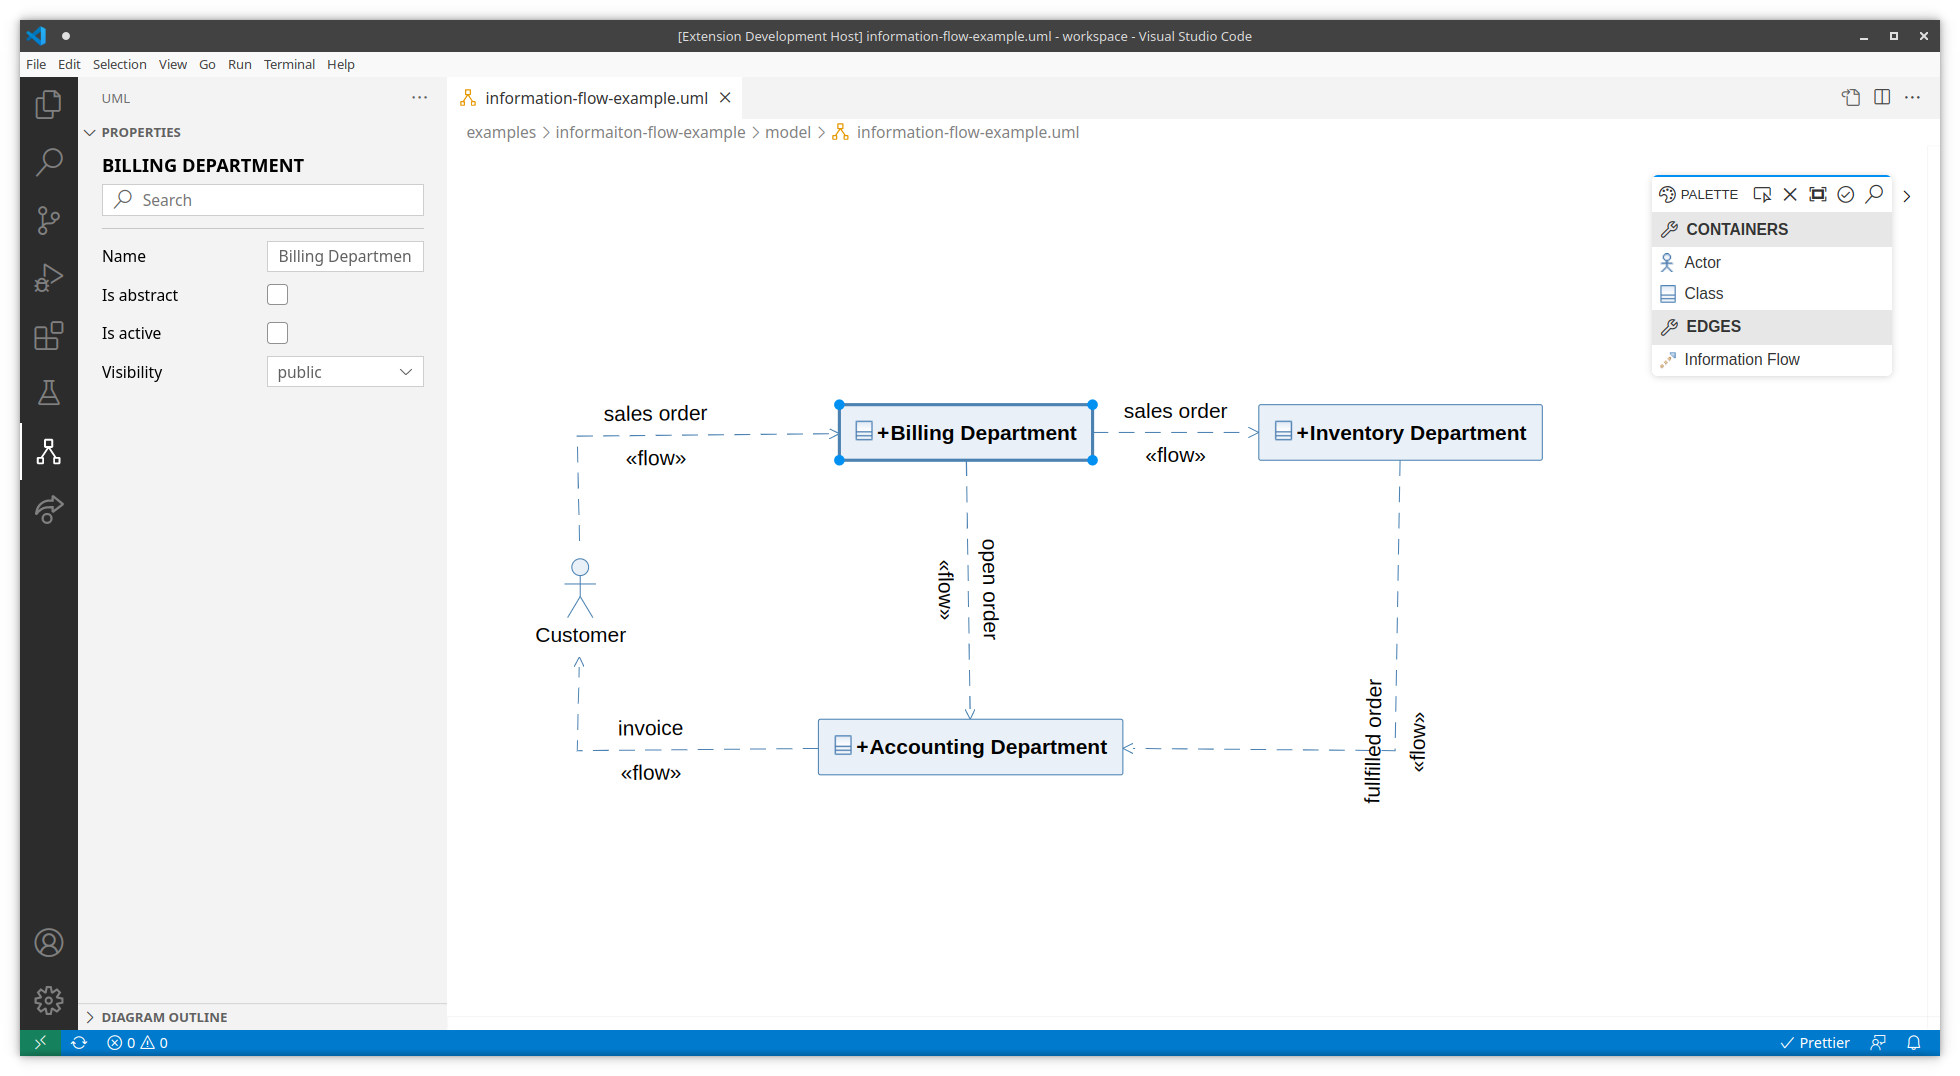 [Extension Development Host] information-flow-example.uml - workspace - Visual Studio Code
File Edit Selection View Go Run Terminal Help
UML
PROPERTIES
BILLING DEPARTMENT
Search
Name Billing Departmen
Is abstract
Is active
Visibility public
DIAGRAM OUTLINE
information-flow-example.uml
examples > informaiton-flow-example > model > information-flow-example.uml
PALETTE
CONTAINERS
Actor
Class
EDGES
Information Flow
sales order
«flow»
+Billing Department
sales order
«flow»
+Inventory Department
«flow»
open order
Customer
invoice
«flow»
+Accounting Department
fullfilled order
«flow»
0 0
Prettier